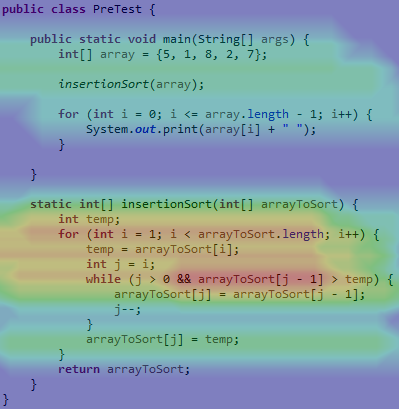 public class PreTest {
public static void main(String[] args) {
int[] array = {5, 1, 8, 2, 7};
insertionSort(array);
for (int i = 0; i <= array.length - 1; i++) {
System.out.print(array[i] + " ");
}
}
static int[] insertionSort(int[] arrayToSort) {
int temp;
for (int i = 1; i < arrayToSort.length; i++) {
temp = arrayToSort[i];
int j = i;
while (j > 0 && arrayToSort[j - 1] > temp) {
arrayToSort[j] = arrayToSort[j - 1];
j--;
}
arrayToSort[j] = temp;
}
return arrayToSort;
}
}